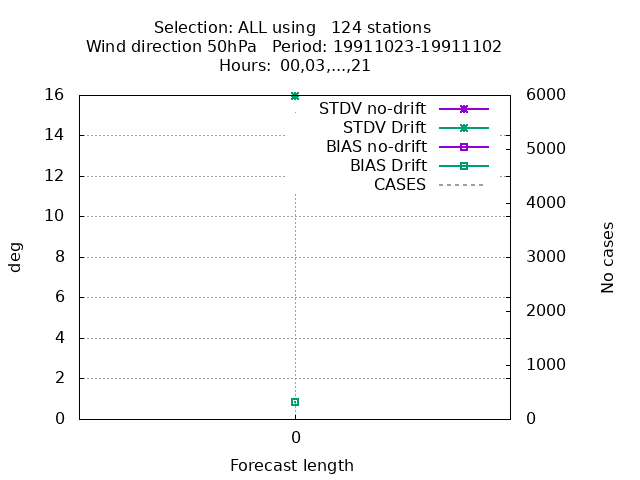 Selection: ALL using   124 stations
Wind direction 50hPa   Period: 19911023-19911102
Hours: 00,03,...,21
16 6000
STDV no-drift
STDV Drift
14
5000
BIAS no-drift
BIAS Drift
12
CASES
4000
10
8 3000
deg
No cases
6
2000
4
1000
2
0 0
0
Forecast length